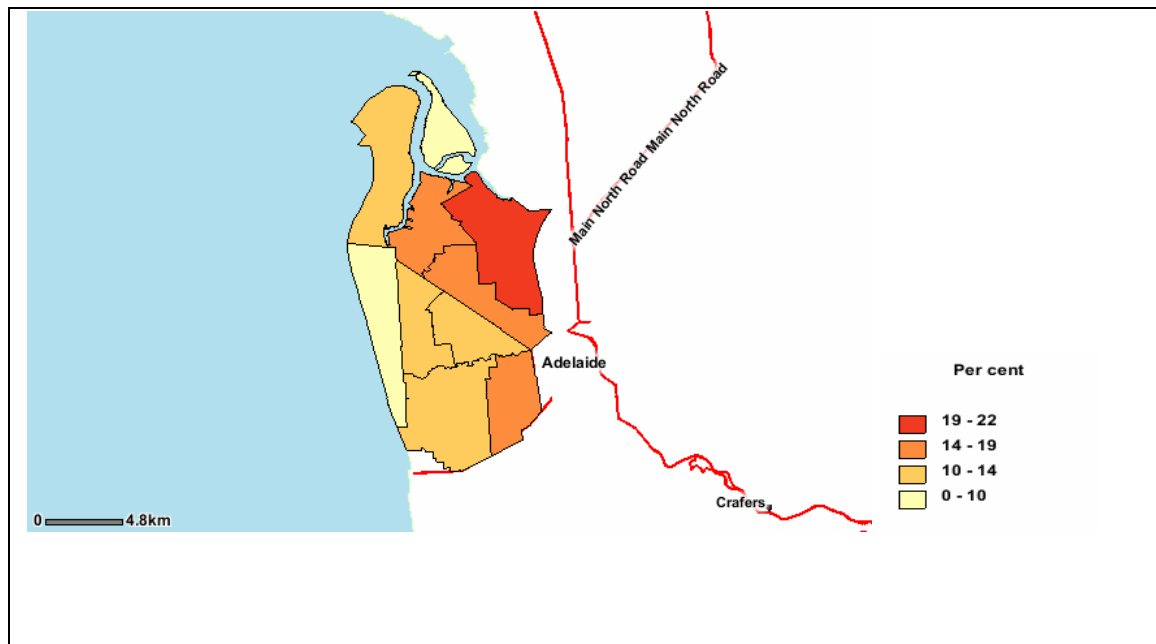 Main North Road Main North Road
Adelaide
Per cent
19 - 22
14 - 19
10 - 14
0 - 10
Crafers
0 4.8km